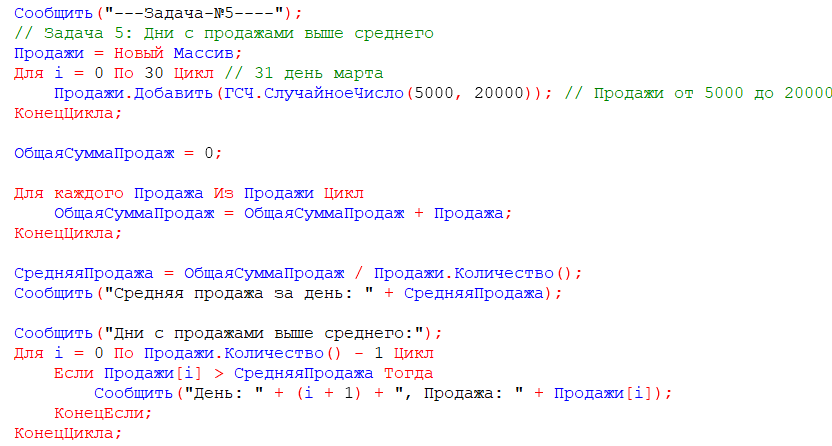 Сообщить("---Задача-№5----");
// Задача 5: Дни с продажами выше среднего
Продажи = Новый Массив;
Для i = 0 По 30 Цикл // 31 день марта
    Продажи.Добавить(ГСЧ.СлучайноеЧисло(5000, 20000)); // Продажи от 5000 до 20000
КонецЦикла;

ОбщаяСуммаПродаж = 0;

Для каждого Продажа Из Продажи Цикл
    ОбщаяСуммаПродаж = ОбщаяСуммаПродаж + Продажа;
КонецЦикла;

СредняяПродажа = ОбщаяСуммаПродаж / Продажи.Количество();
Сообщить("Средняя продажа за день: " + СредняяПродажа);

Сообщить("Дни с продажами выше среднего:");
Для i = 0 По Продажи.Количество() - 1 Цикл
    Если Продажи[i] > СредняяПродажа Тогда
        Сообщить("День: " + (i + 1) + ", Продажа: " + Продажи[i]);
    КонецЕсли;
КонецЦикла;